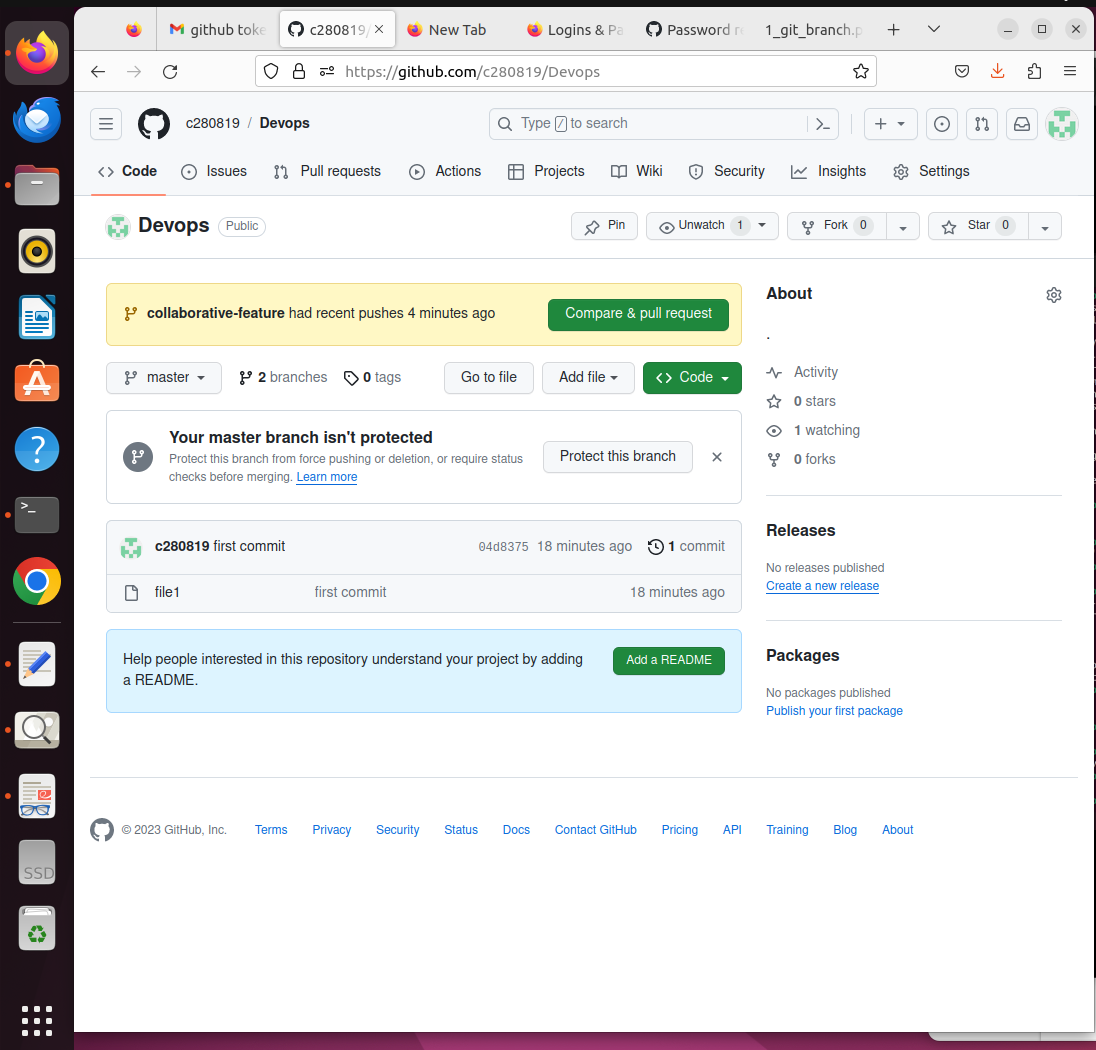 github toke
c280819/
New Tab
Logins & Pa
Password re
1_git_branch.p
https://github.com/c280819/Devops
c280819 / Devops
Type / to search
Code
Issues
Pull requests
Actions
Projects
Wiki
Security
Insights
Settings
Devops
Public
Pin
Unwatch 1
Fork 0
Star 0
collaborative-feature had recent pushes 4 minutes ago
Compare & pull request
master
2 branches
0 tags
Go to file
Add file
Code
Your master branch isn't protected
Protect this branch from force pushing or deletion, or require status
checks before merging. Learn more
Protect this branch
c280819 first commit
04d8375 18 minutes ago
1 commit
file1
first commit
18 minutes ago
Help people interested in this repository understand your project by adding
a README.
Add a README
About
.
Activity
0 stars
1 watching
0 forks
Releases
No releases published
Create a new release
Packages
No packages published
Publish your first package
© 2023 GitHub, Inc.
Terms
Privacy
Security
Status
Docs
Contact GitHub
Pricing
API
Training
Blog
About
SSD